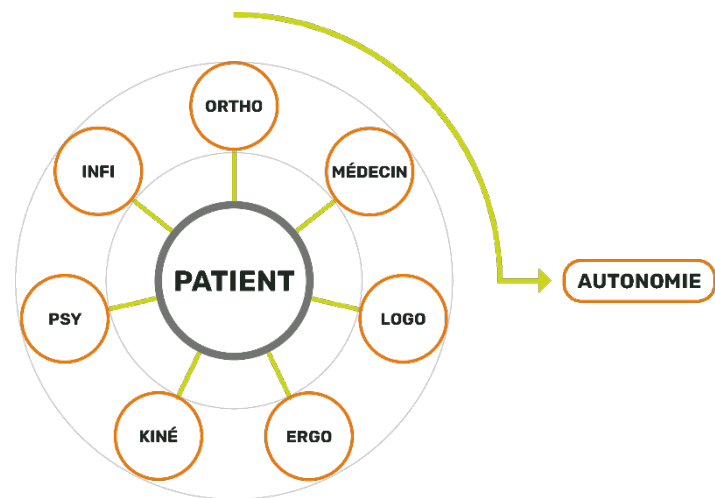 ORTHO
INFI
MÉDECIN
PATIENT
AUTONOMIE
PSY
LOGO
KINÉ
ERGO